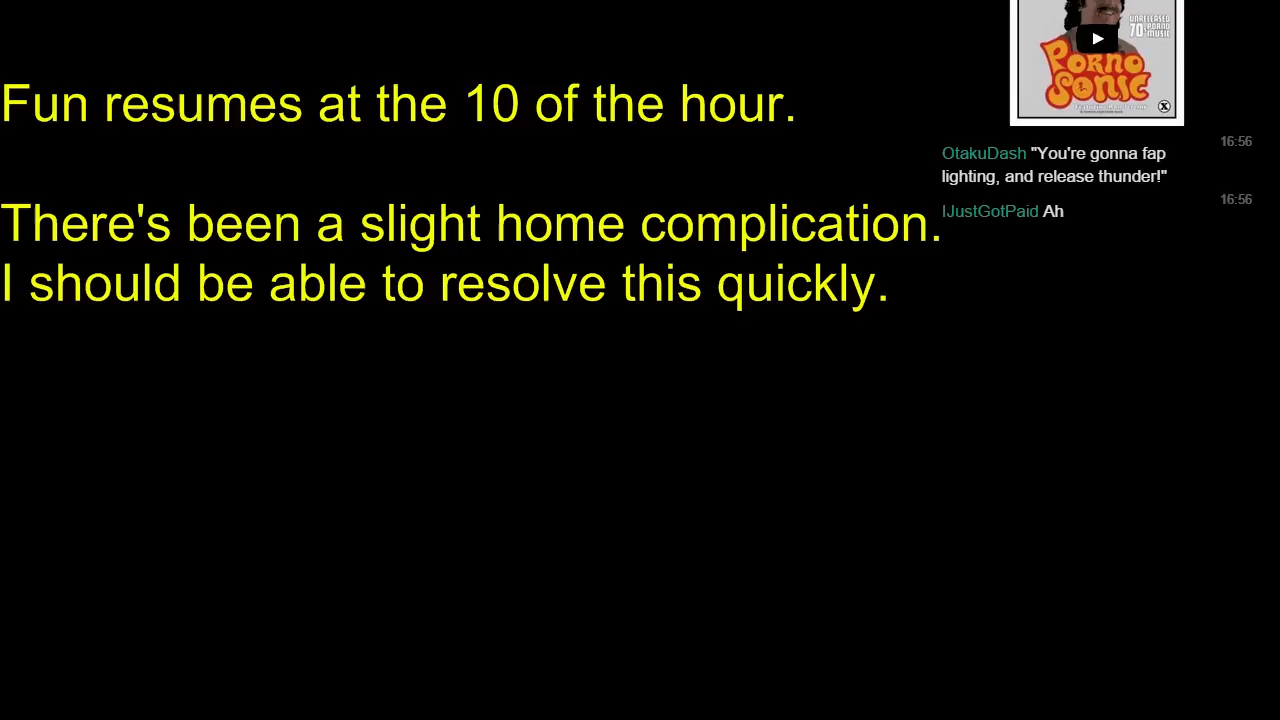 Fun resumes at the 10 of the hour.
There's been a slight home complication.
I should be able to resolve this quickly.
UNRELEASED
70's PORNO
MUSIC
PORNO
SONIC
16:56
OtakuDash "You're gonna fap
lighting, and release thunder!"
16:56
IJustGotPaid Ah